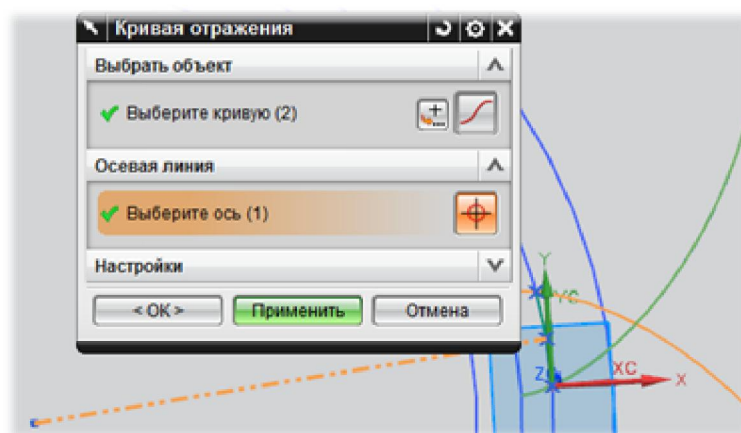 Кривая отражения
Выбрать объект
Выберите кривую (2)
Осевая линия
Выберите ось (1)
Настройки
< OK >
Применить
Отмена
Y
YC
Z
XC
X